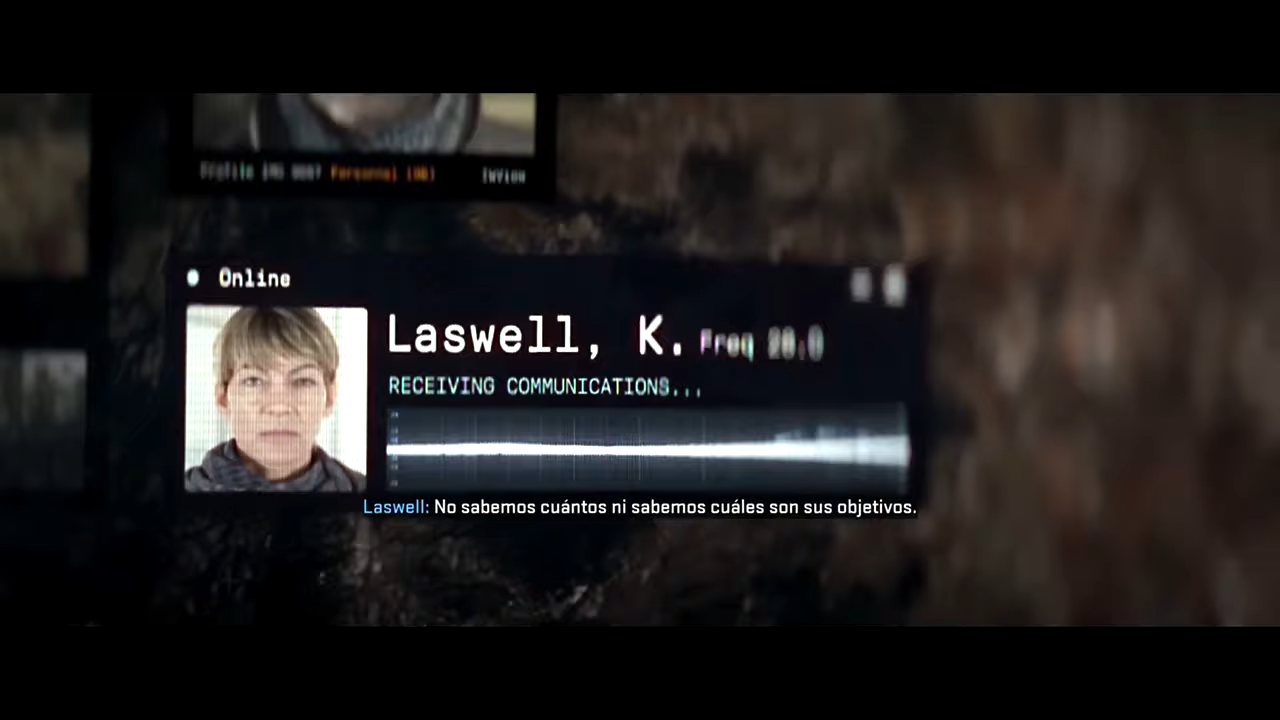 Online
Laswell, K. Freq 20.0
RECEIVING COMMUNICATIONS...
Laswell: No sabemos cuántos ni sabemos cuáles son sus objetivos.